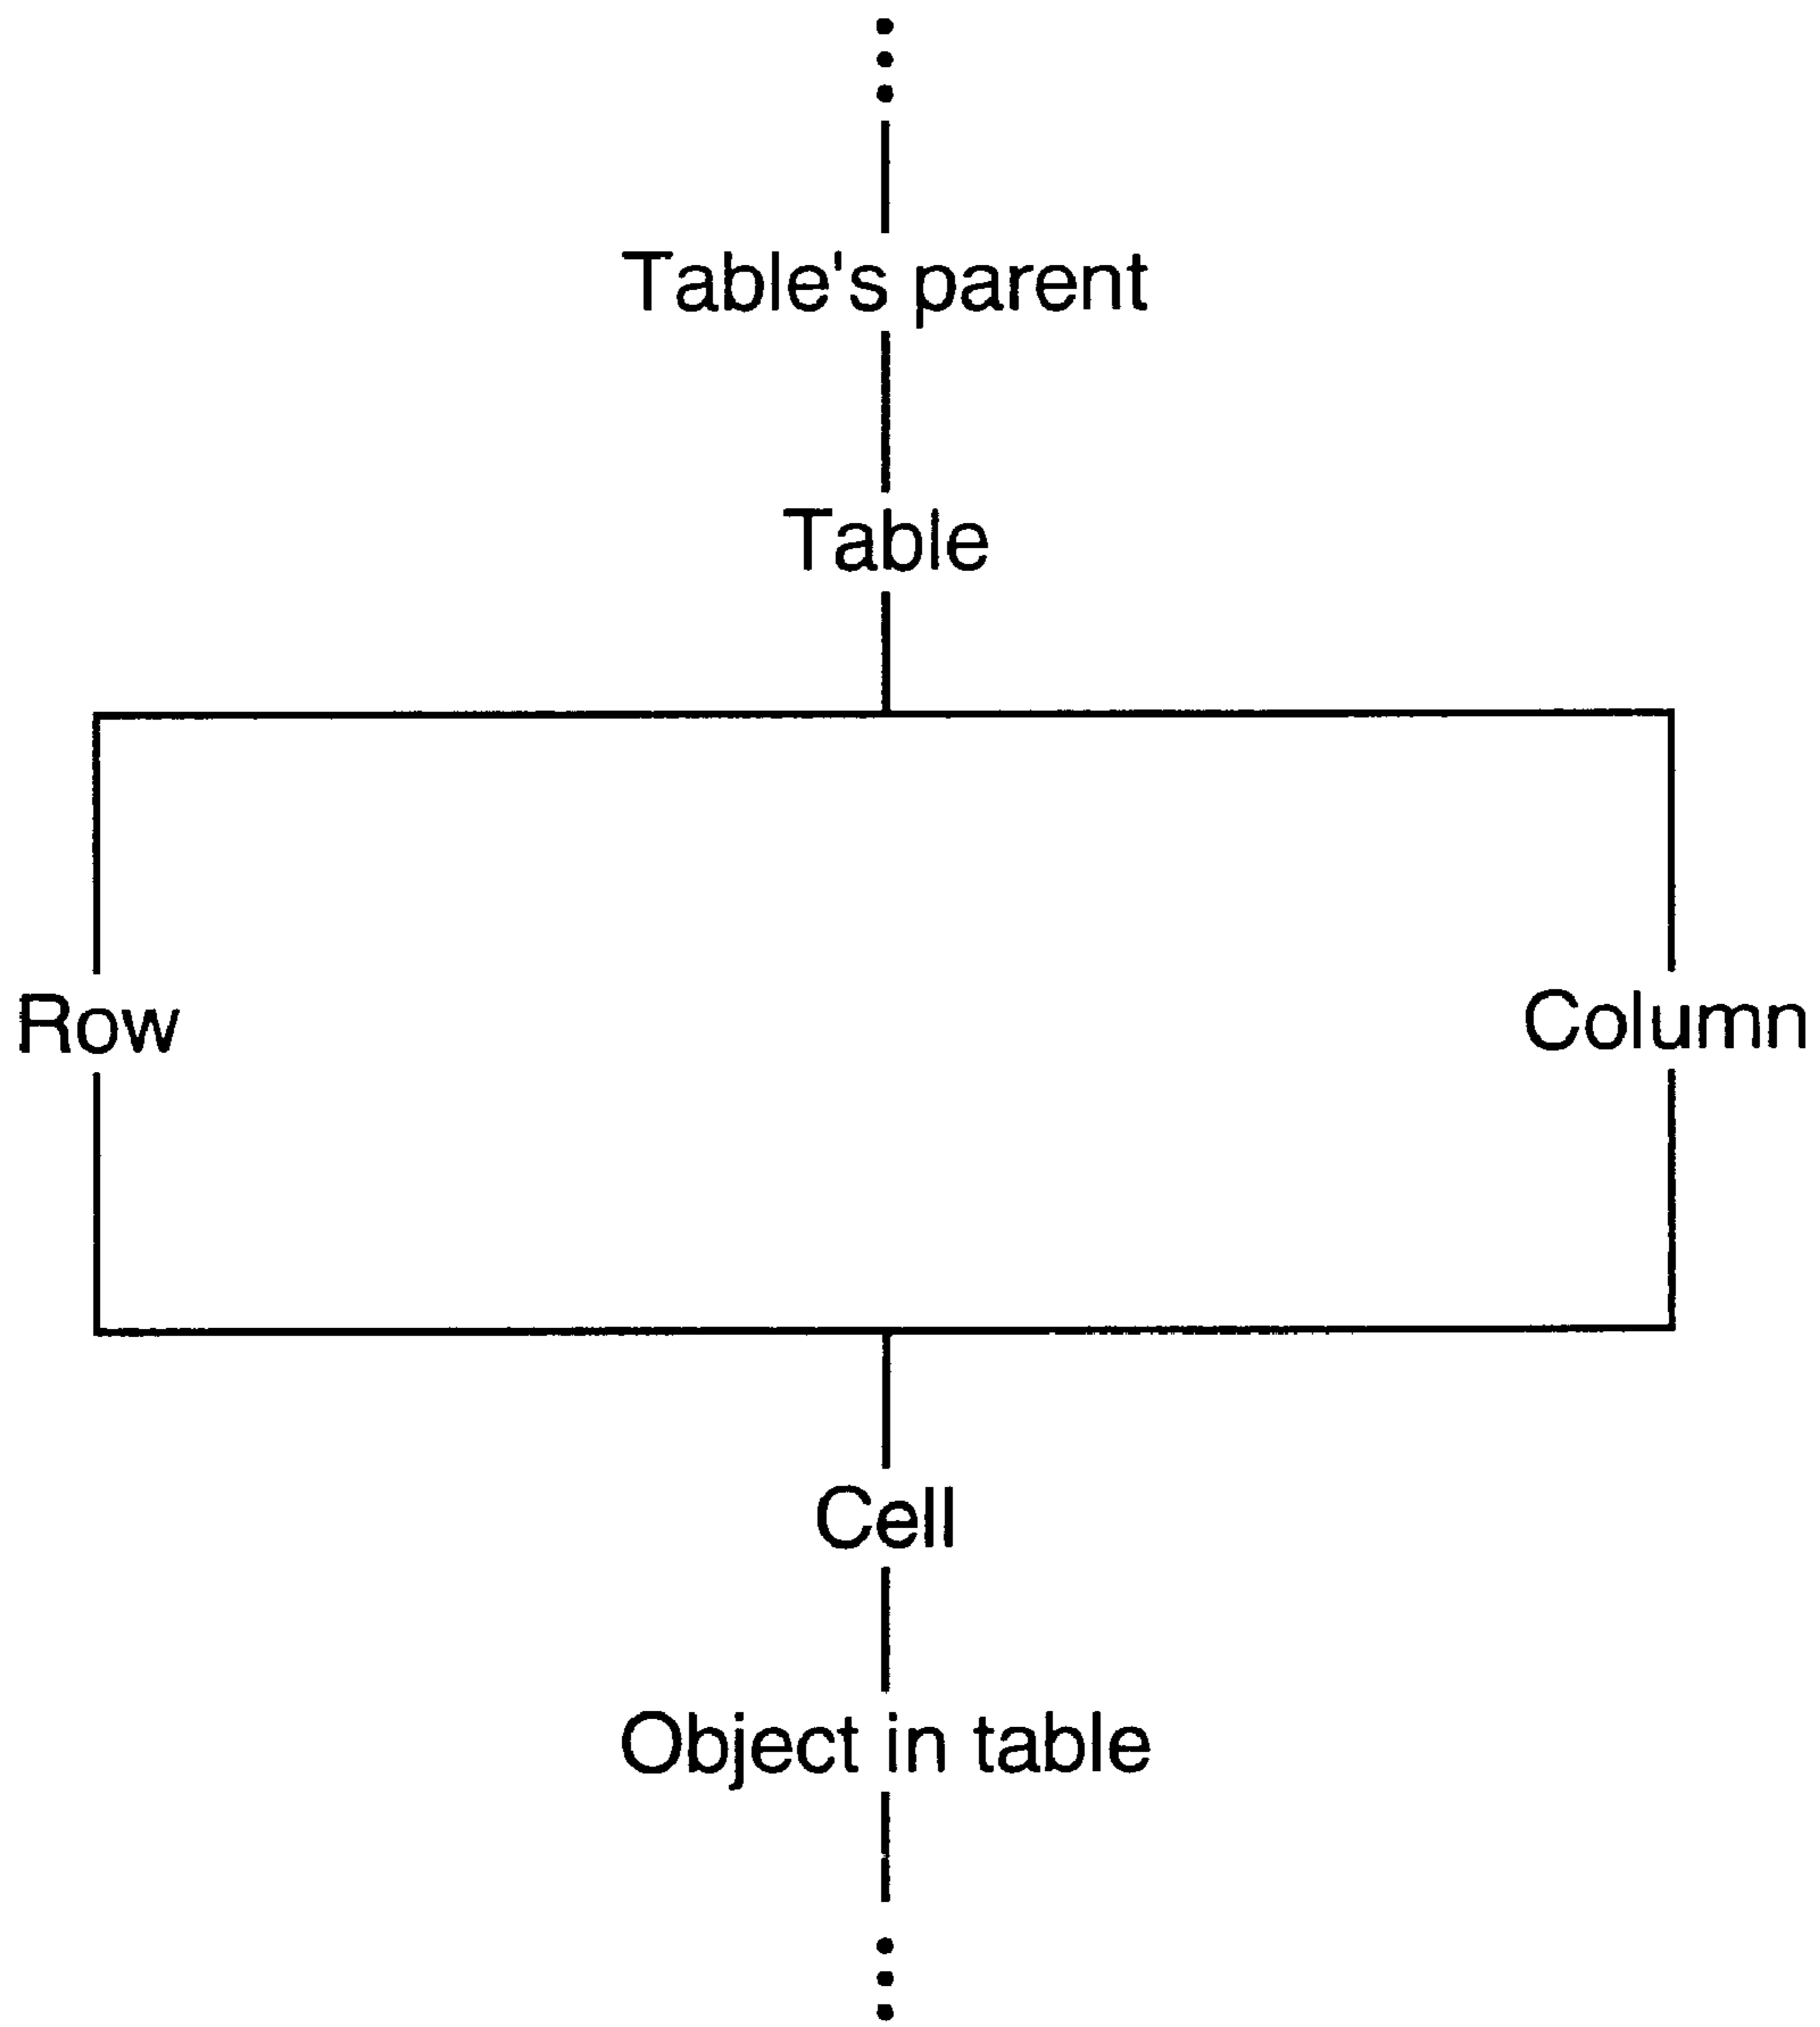 Table's parent
Table
Row
Column
Cell
Object in table